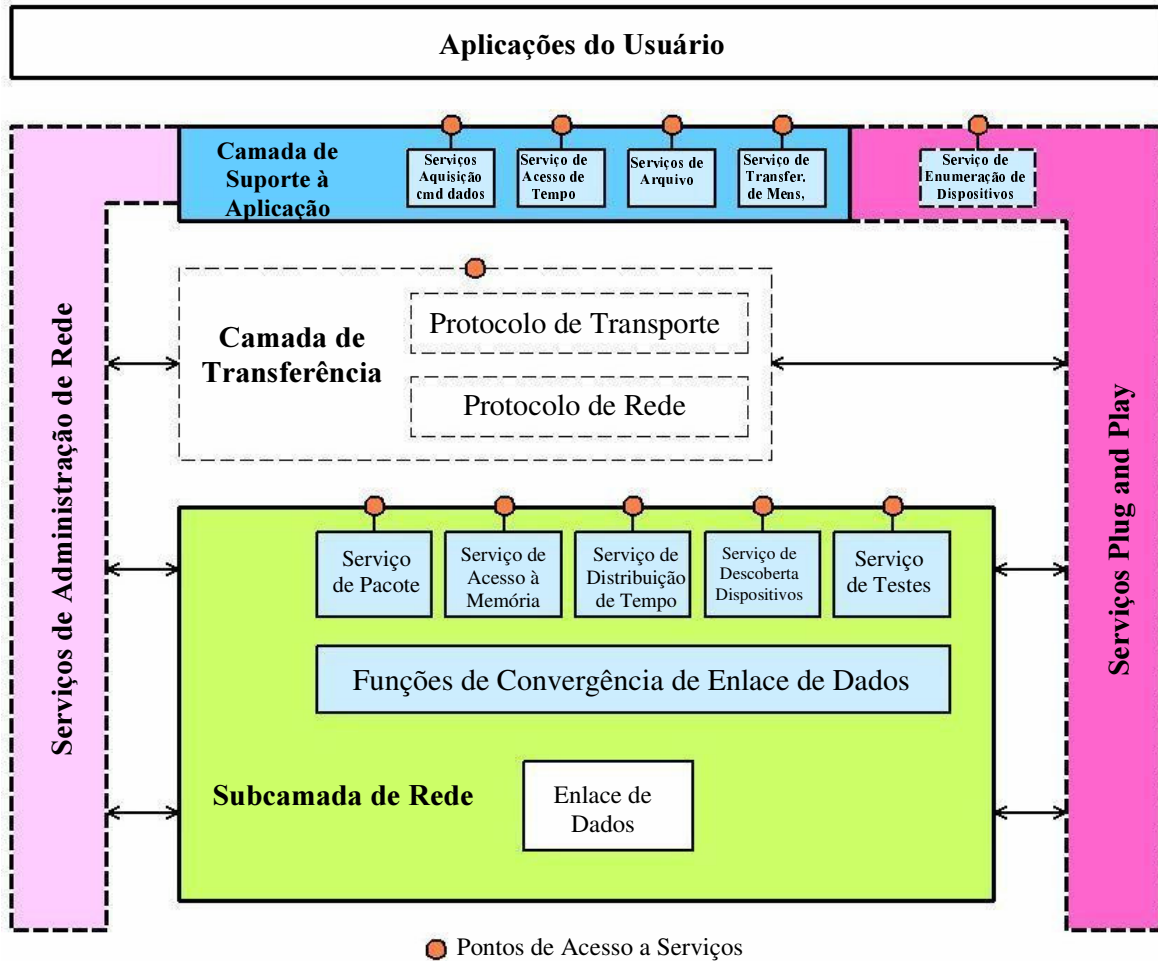 Aplicações do Usuário
Camada de
Suporte à
Aplicação
Serviços
Aquisição
cmd dados
Serviço de
Acesso de
Tempo
Serviços de
Arquivo
Serviço de
Transfer.
de Mens,
Serviço de
Enumeração de
Dispositivos
Serviços de Administração de Rede
Camada de
Transferência
Protocolo de Transporte
Protocolo de Rede
Serviços Plug and Play
Serviço
de Pacote
Serviço de
Acesso à
Memória
Serviço de
Distribuição
de Tempo
Serviço de
Descoberta
Dispositivos
Serviço
de Testes
Funções de Convergência de Enlace de Dados
Subcamada de Rede
Enlace de
Dados
Pontos de Acesso a Serviços